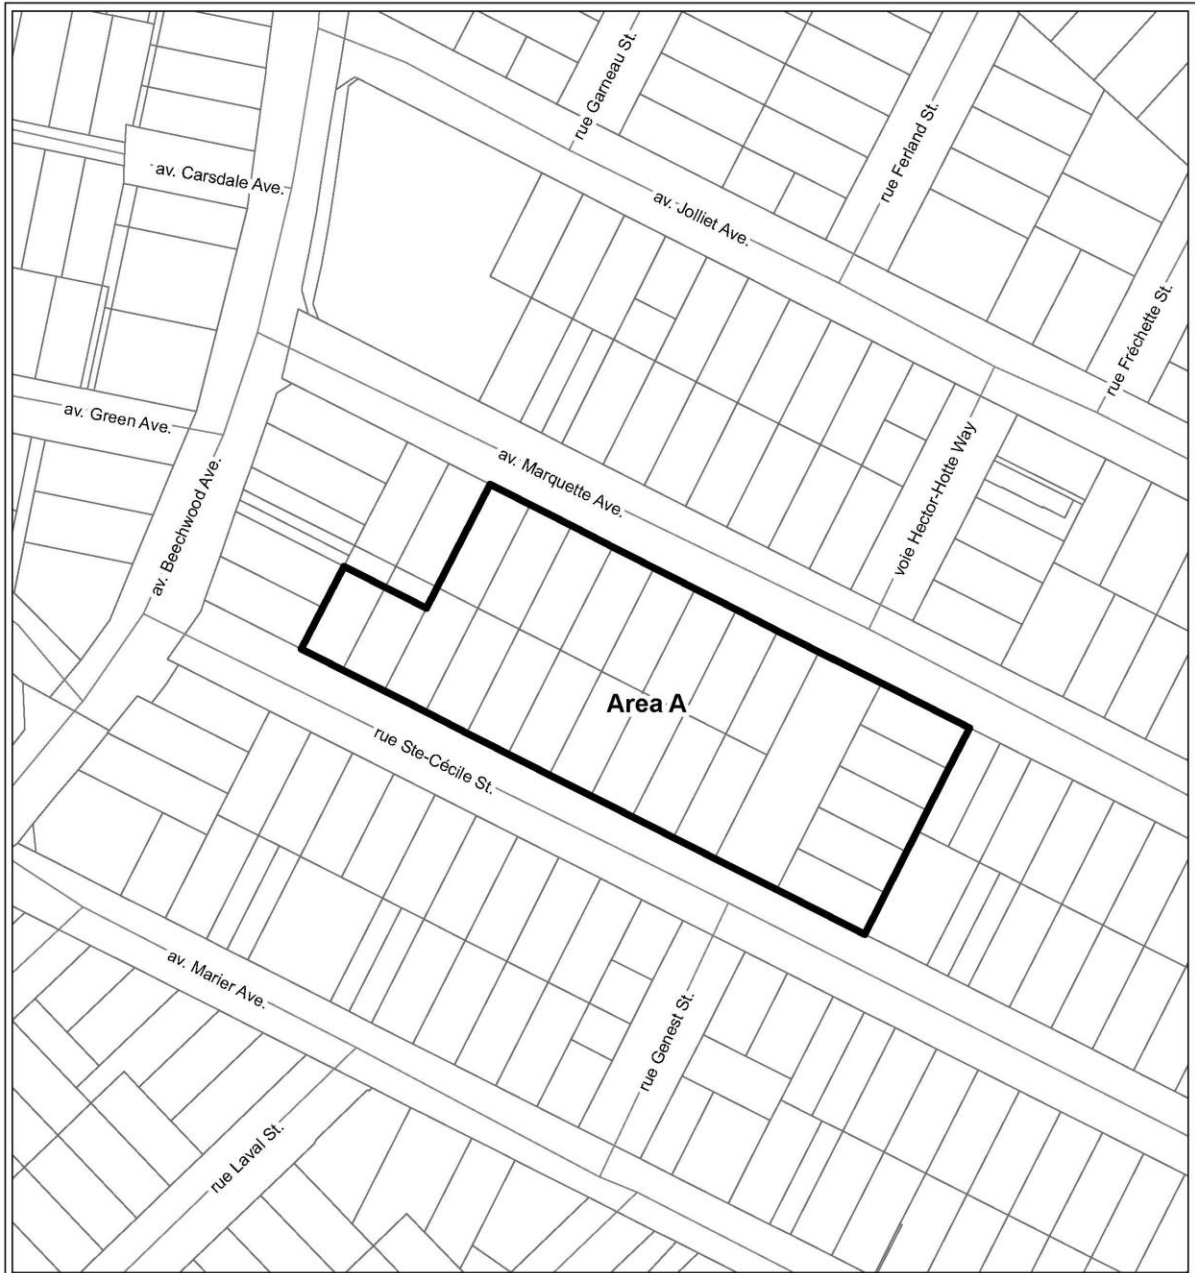 rue Garneau St.
rue Ferland St.
av. Carsdale Ave.
av. Jolliet Ave.
rue Fréchette St.
av. Green Ave.
av. Marquette Ave.
voie Hector-Hotte Way
av. Beechwood Ave.
Area A
rue Ste-Cécile St.
av. Marier Ave.
rue Genest St.
rue Laval St.